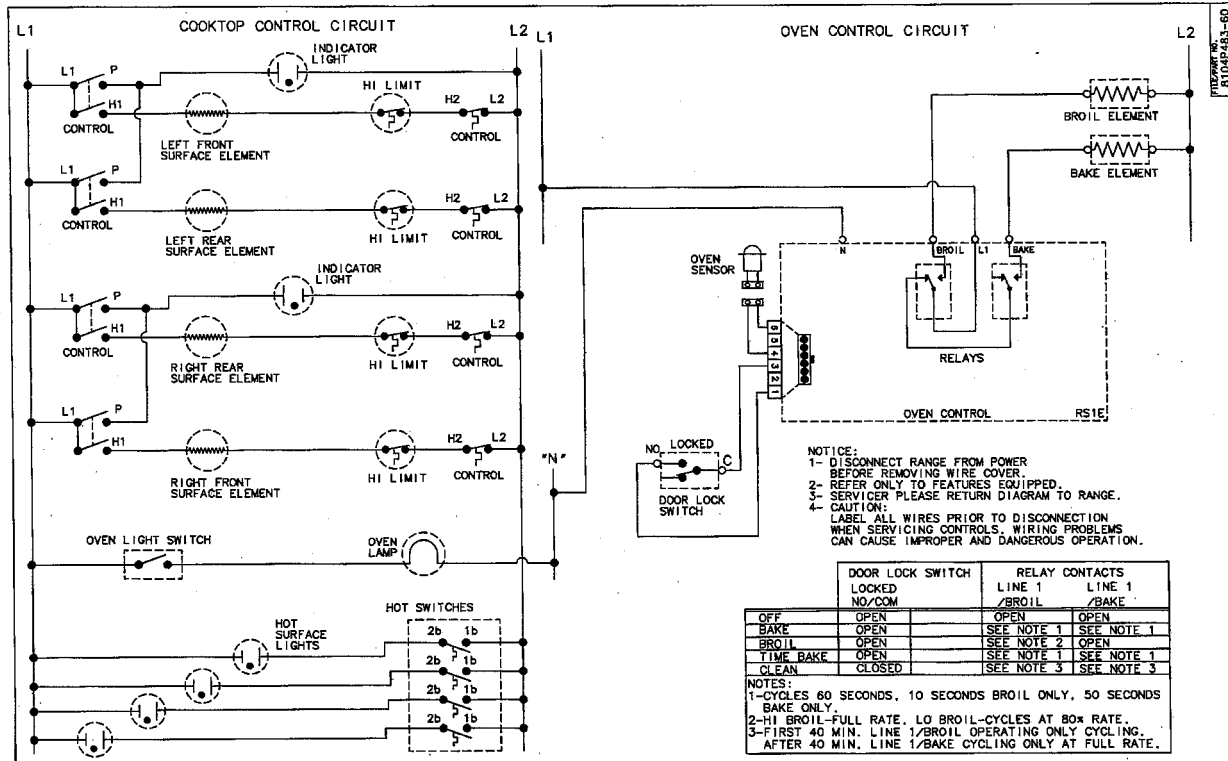 COOKTOP CONTROL CIRCUIT
L1
L2
INDICATOR
LIGHT
L1
P
H1
CONTROL
LEFT FRONT
SURFACE ELEMENT
HI LIMIT
H2
L2
CONTROL
L1
P
H1
CONTROL
LEFT REAR
SURFACE ELEMENT
HI LIMIT
H2
L2
CONTROL
INDICATOR
LIGHT
L1
P
H1
CONTROL
RIGHT REAR
SURFACE ELEMENT
HI LIMIT
H2
L2
CONTROL
L1
P
H1
RIGHT FRONT
SURFACE ELEMENT
HI LIMIT
H2
L2
CONTROL
"N"
OVEN LIGHT SWITCH
OVEN
LAMP
HOT SWITCHES
HOT
SURFACE
LIGHTS
2b 1b
2b 1b
2b 1b
2b 1b
OVEN CONTROL CIRCUIT
L1
L2
FILE/PART NO.
8104P483-60
BROIL ELEMENT
BAKE ELEMENT
OVEN
SENSOR
N
BROIL
L1
BAKE
RELAYS
6
5
4
3
2
1
OVEN CONTROL
RS1E
NO
LOCKED
C
DOOR LOCK
SWITCH
NOTICE:
1- DISCONNECT RANGE FROM POWER
BEFORE REMOVING WIRE COVER.
2- REFER ONLY TO FEATURES EQUIPPED.
3- SERVICER PLEASE RETURN DIAGRAM TO RANGE.
4- CAUTION:
LABEL ALL WIRES PRIOR TO DISCONNECTION
WHEN SERVICING CONTROLS. WIRING PROBLEMS
CAN CAUSE IMPROPER AND DANGEROUS OPERATION.
DOOR LOCK SWITCH RELAY CONTACTS
LOCKED LINE 1 LINE 1
NO/COM /BROIL /BAKE
OFF OPEN OPEN OPEN
BAKE OPEN SEE NOTE 1 SEE NOTE 1
BROIL OPEN SEE NOTE 2 OPEN
TIME BAKE OPEN SEE NOTE 1 SEE NOTE 1
CLEAN CLOSED SEE NOTE 3 SEE NOTE 3
NOTES:
1-CYCLES 60 SECONDS, 10 SECONDS BROIL ONLY, 50 SECONDS
BAKE ONLY.
2-HI BROIL-FULL RATE. LO BROIL-CYCLES AT 80% RATE.
3-FIRST 40 MIN. LINE 1/BROIL OPERATING ONLY CYCLING.
AFTER 40 MIN. LINE 1/BAKE CYCLING ONLY AT FULL RATE.